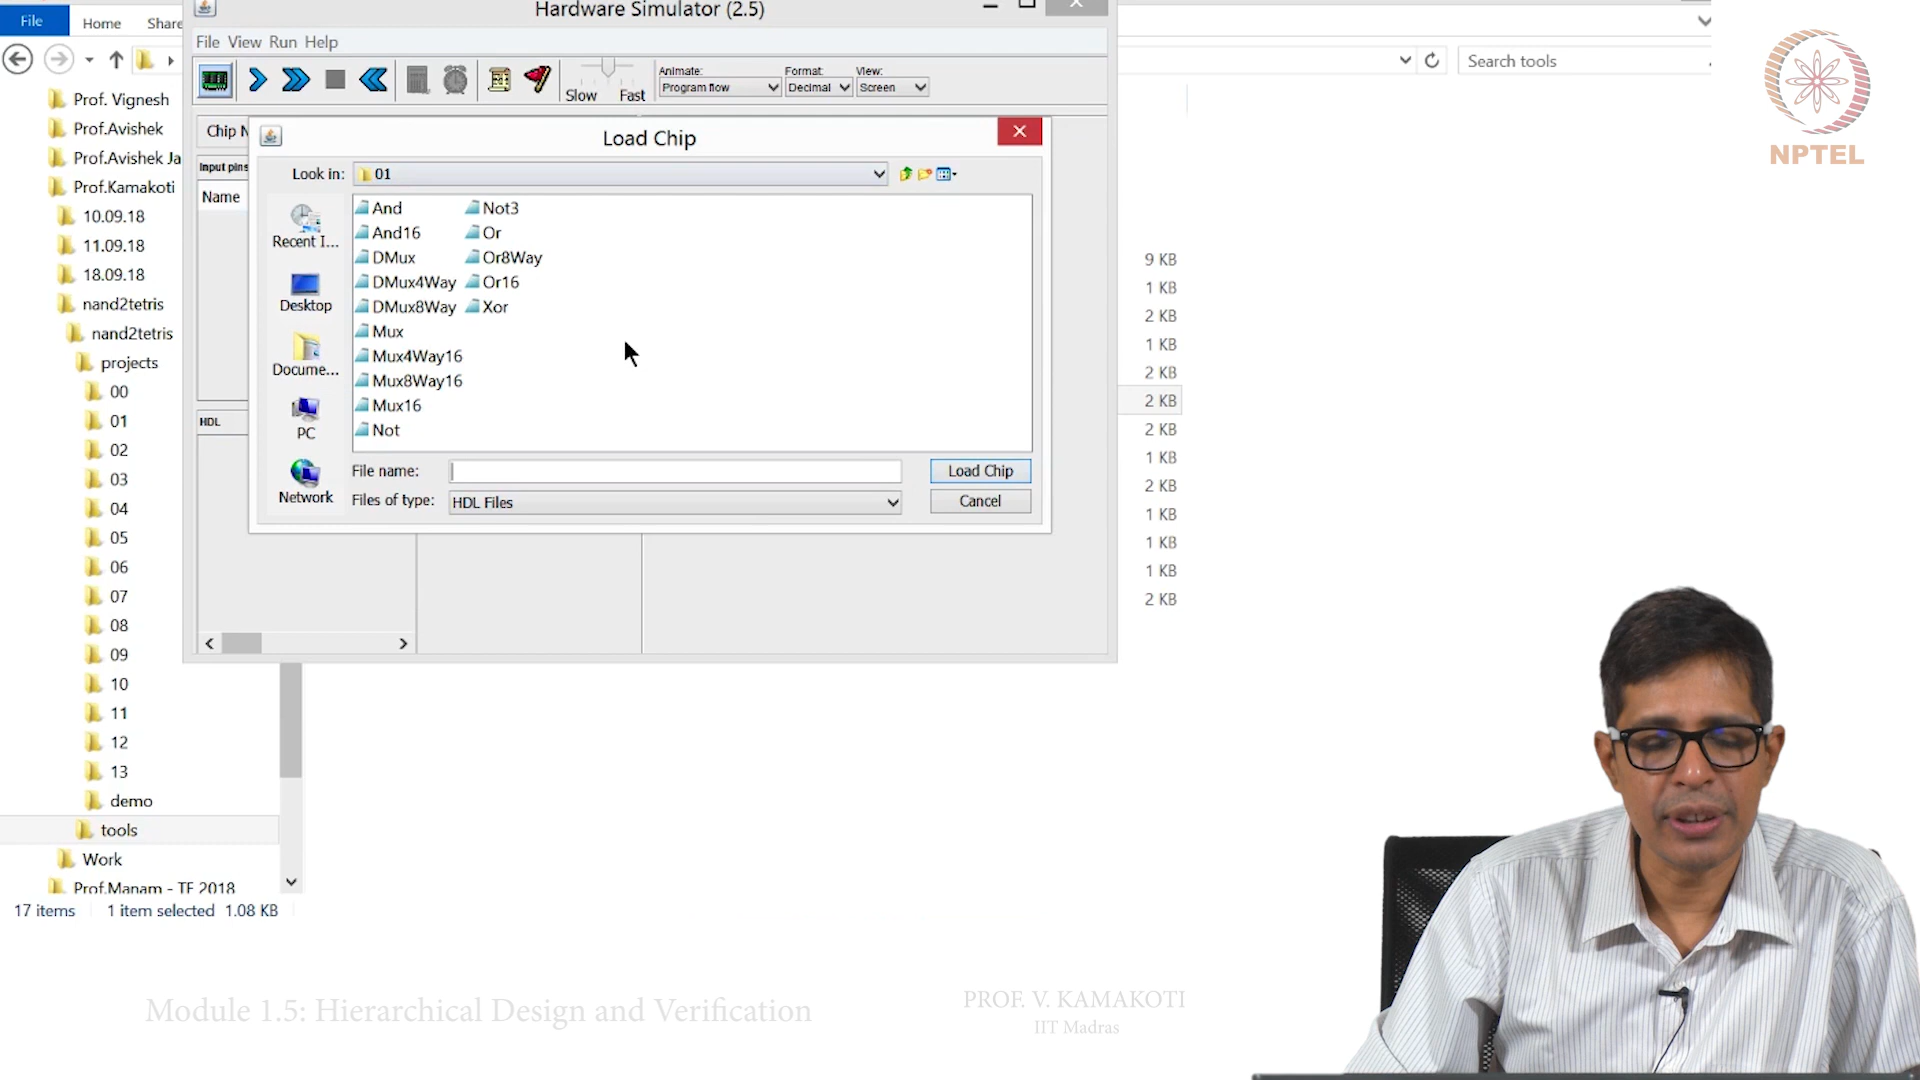 File Home Share
Search tools
Prof. Vignesh
Prof.Avishek
Prof.Avishek Ja
Prof.Kamakoti
10.09.18
11.09.18
18.09.18
nand2tetris
nand2tetris
projects
00
01
02
03
04
05
06
07
08
09
10
11
12
13
demo
tools
Work
Prof.Manam - TF 2018
17 items 1 item selected 1.08 KB
Hardware Simulator (2.5)
File View Run Help
Slow Fast
Animate:
Program flow
Format:
Decimal
View:
Screen
Chip N
Input pins
Name
HDL
Load Chip
Look in: 01
Recent I...
Desktop
Docume...
PC
Network
And
And16
DMux
DMux4Way
DMux8Way
Mux
Mux4Way16
Mux8Way16
Mux16
Not
Not3
Or
Or8Way
Or16
Xor
File name:
Load Chip
Files of type: HDL Files
Cancel
9 KB
1 KB
2 KB
1 KB
2 KB
2 KB
2 KB
1 KB
2 KB
1 KB
1 KB
1 KB
2 KB
NPTEL
Module 1.5: Hierarchical Design and Verification
PROF. V. KAMAKOTI
IIT Madras